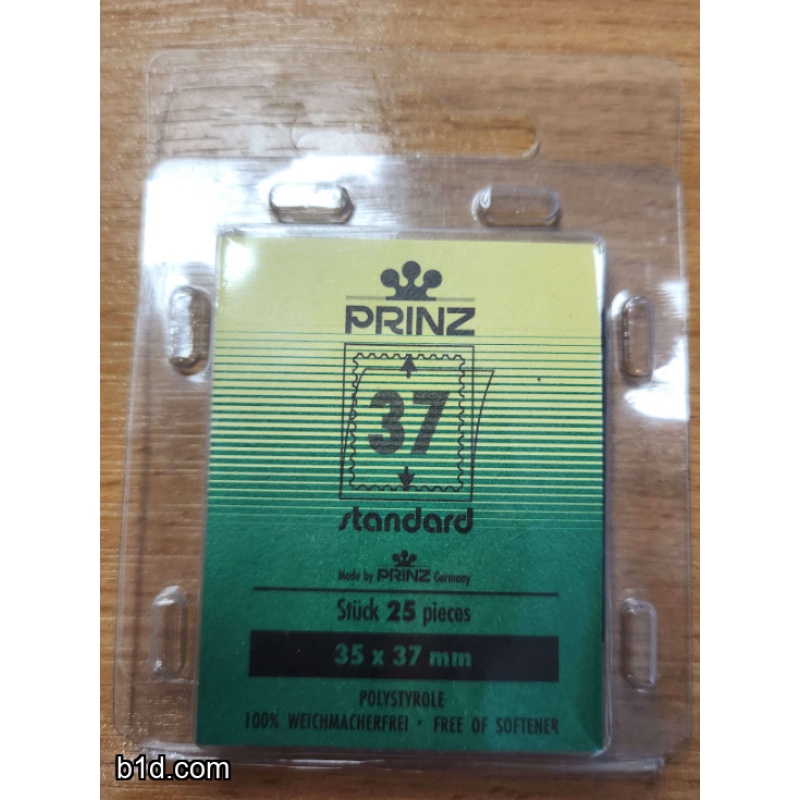 PRINZ
37
standard
Made by PRINZ Germany
Stück 25 pieces
35 x 37 mm
POLYSTYROLE
100% WEICHMACHERFREI · FREE OF SOFTENER
b1d.com